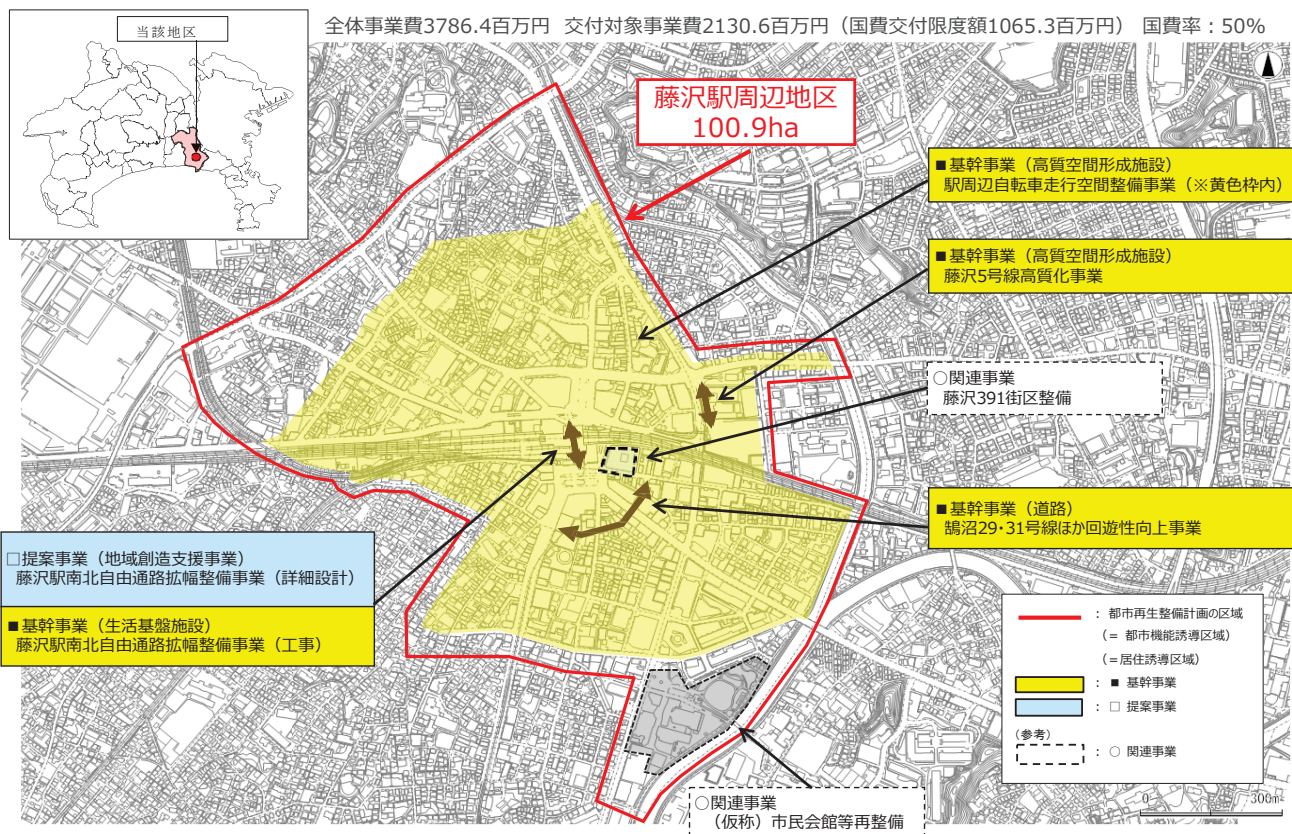 全体事業費3786.4百万円 交付対象事業費2130.6百万円（国費交付限度額1065.3百万円） 国費率：50%
当該地区
藤沢駅周辺地区
100.9ha
■基幹事業（高質空間形成施設）
駅周辺自転車走行空間整備事業（※黄色枠内）
■基幹事業（高質空間形成施設）
藤沢5号線高質化事業
○関連事業
藤沢391街区整備
■基幹事業（道路）
鵠沼29・31号線ほか回遊性向上事業
□提案事業（地域創造支援事業）
藤沢駅南北自由通路拡幅整備事業（詳細設計）
■基幹事業（生活基盤施設）
藤沢駅南北自由通路拡幅整備事業（工事）
：都市再生整備計画の区域
（＝ 都市機能誘導区域）
（＝居住誘導区域）
：■ 基幹事業
：□ 提案事業
（参考）
：○ 関連事業
0 300m
○関連事業
（仮称）市民会館等再整備